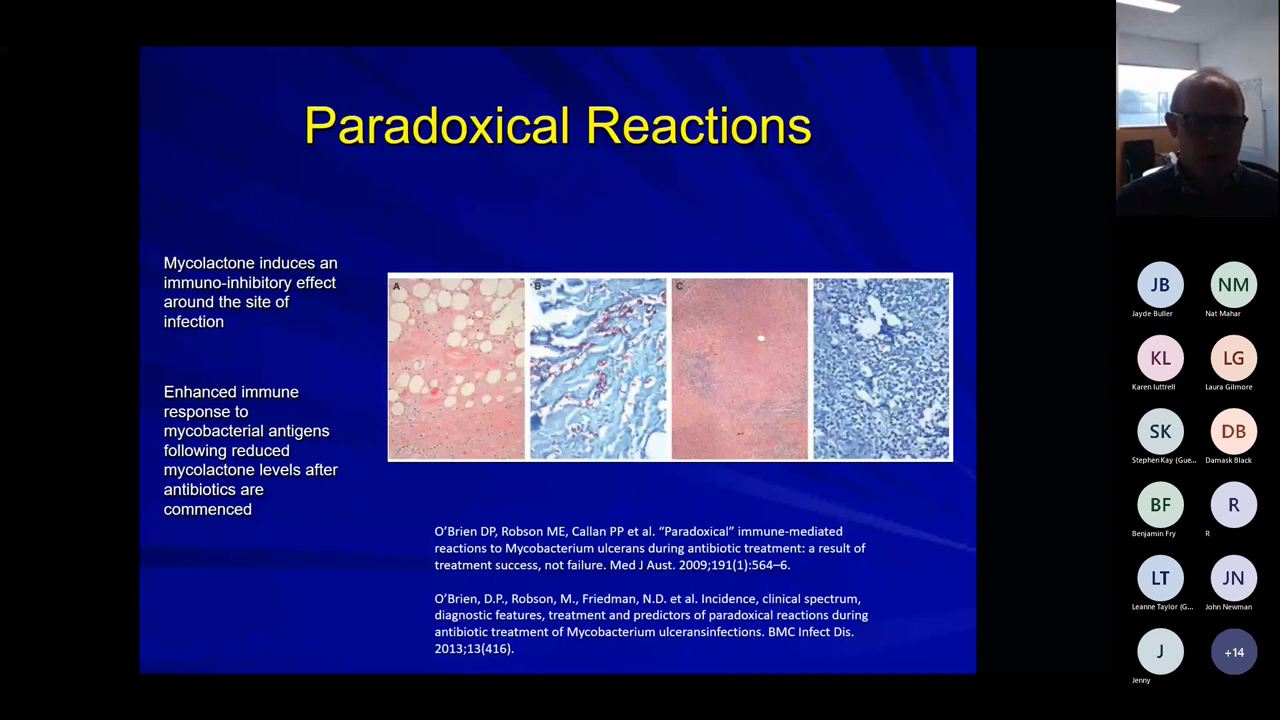 Paradoxical Reactions
Mycolactone induces an
immuno-inhibitory effect
around the site of
infection
Enhanced immune
response to
mycobacterial antigens
following reduced
mycolactone levels after
antibiotics are
commenced
A
B
C
D
O’Brien DP, Robson ME, Callan PP et al. “Paradoxical” immune-mediated
reactions to Mycobacterium ulcerans during antibiotic treatment: a result of
treatment success, not failure. Med J Aust. 2009;191(1):564–6.
O’Brien, D.P., Robson, M., Friedman, N.D. et al. Incidence, clinical spectrum,
diagnostic features, treatment and predictors of paradoxical reactions during
antibiotic treatment of Mycobacterium ulceransinfections. BMC Infect Dis.
2013;13(416).
JB
NM
Jayde Buller
Nat Mahar
KL
LG
Karen luttrell
Laura Gilmore
SK
DB
Stephen Kay (Gue...
Damask Black
BF
R
Benjamin Fry
R
LT
JN
Leanne Taylor (G...
John Newman
J
+14
Jenny